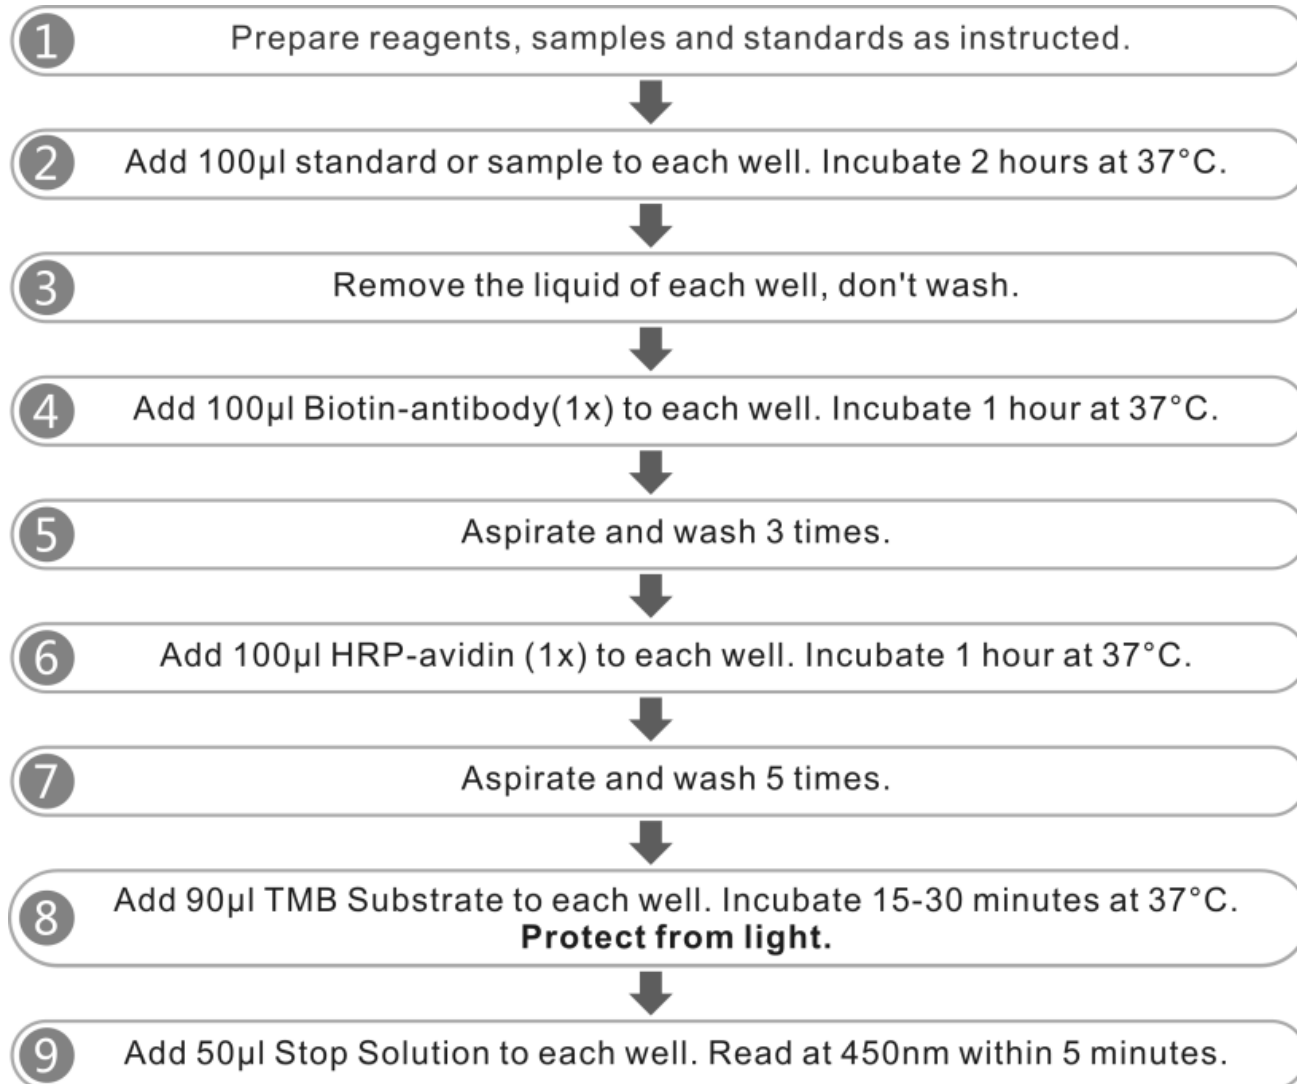 1 Prepare reagents, samples and standards as instructed.
2 Add 100µl standard or sample to each well. Incubate 2 hours at 37°C.
3 Remove the liquid of each well, don't wash.
4 Add 100µl Biotin-antibody(1x) to each well. Incubate 1 hour at 37°C.
5 Aspirate and wash 3 times.
6 Add 100µl HRP-avidin (1x) to each well. Incubate 1 hour at 37°C.
7 Aspirate and wash 5 times.
8 Add 90µl TMB Substrate to each well. Incubate 15-30 minutes at 37°C.
Protect from light.
9 Add 50µl Stop Solution to each well. Read at 450nm within 5 minutes.